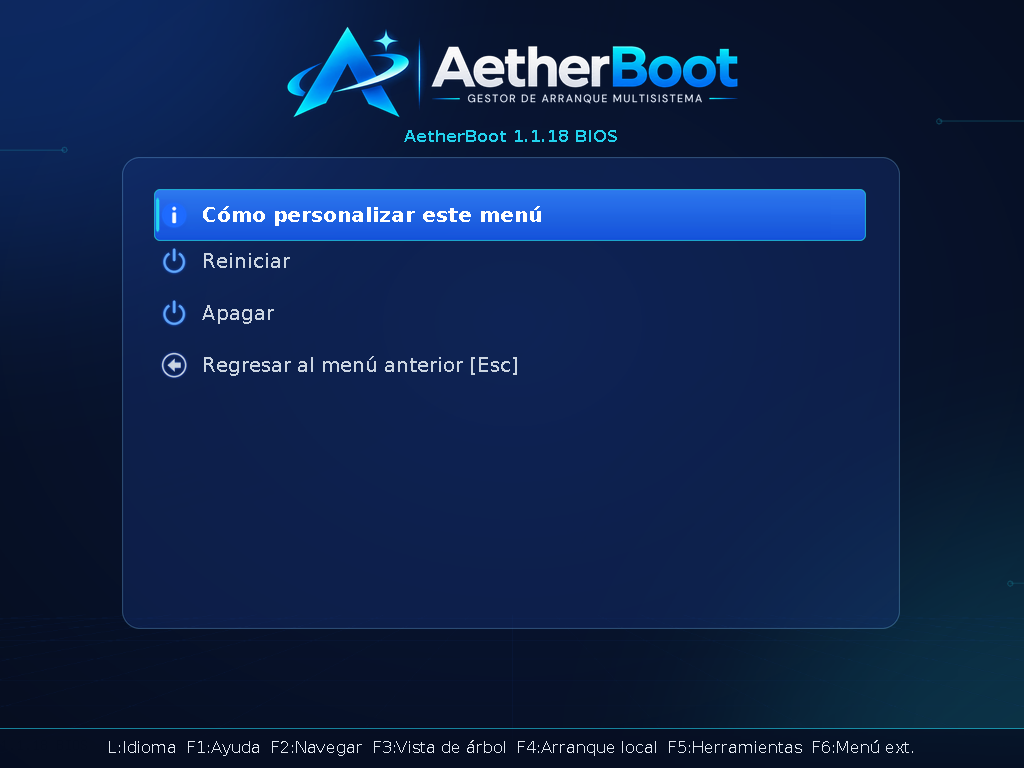 AetherBoot
GESTOR DE ARRANQUE MULTISISTEMA
AetherBoot 1.1.18 BIOS
Cómo personalizar este menú
Reiniciar
Apagar
Regresar al menú anterior [Esc]
L:Idioma F1:Ayuda F2:Navegar F3:Vista de árbol F4:Arranque local F5:Herramientas F6:Menú ext.